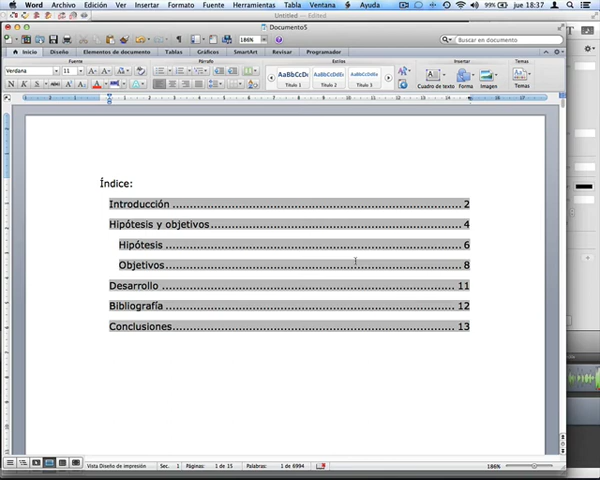 Word Archivo Edición Ver Insertar Formato Fuente Herramientas Tabla Ventana Ayuda 99% jue 18:37
Untitled — Edited
Documento5
186% Buscar en documento
Inicio Diseño Elementos de documento Tablas Gráficos SmartArt Revisar Programador
Fuente Párrafo Estilos Insertar Temas
Verdana 11
AaBbCcDc AaBbCcDdEe AaBbCcDdEe
Título 1 Título 2 Título 3 Cuadro de texto Forma Imagen Temas
Índice:
Introducción 2
Hipótesis y objetivos 4
Hipótesis 6
Objetivos 8
Desarrollo 11
Bibliografía 12
Conclusiones 13
Vista Diseño de impresión Sec. 1 Páginas: 1 de 15 Palabras: 1 de 6994 186%